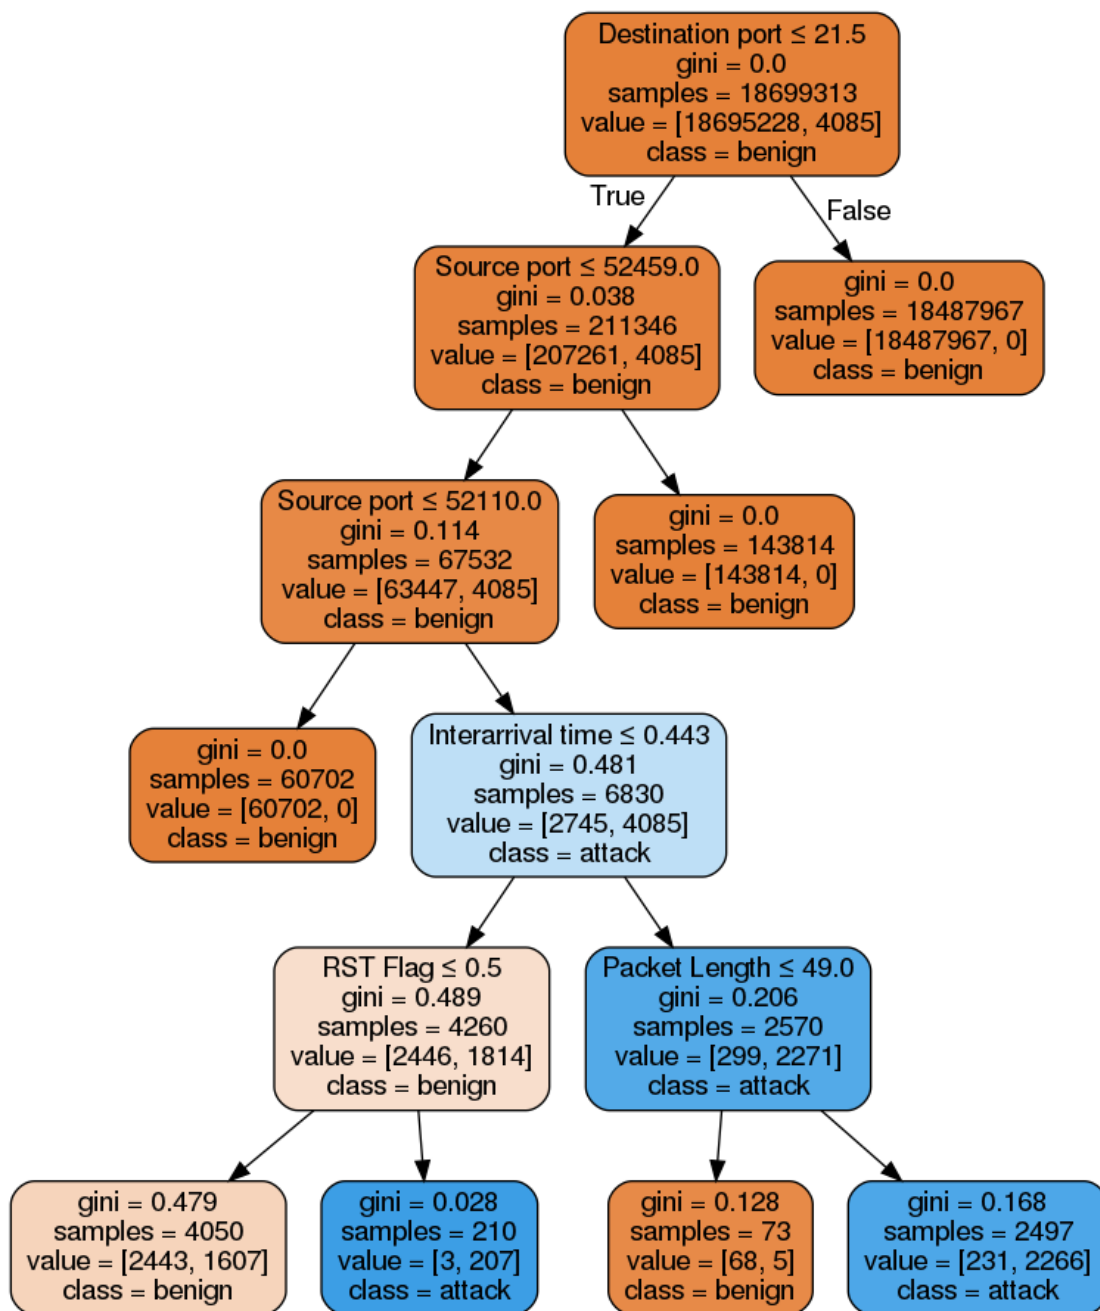 Destination port ≤ 21.5
gini = 0.0
samples = 18699313
value = [18695228, 4085]
class = benign
True
False
Source port ≤ 52459.0
gini = 0.038
samples = 211346
value = [207261, 4085]
class = benign
gini = 0.0
samples = 18487967
value = [18487967, 0]
class = benign
Source port ≤ 52110.0
gini = 0.114
samples = 67532
value = [63447, 4085]
class = benign
gini = 0.0
samples = 143814
value = [143814, 0]
class = benign
gini = 0.0
samples = 60702
value = [60702, 0]
class = benign
Interarrival time ≤ 0.443
gini = 0.481
samples = 6830
value = [2745, 4085]
class = attack
RST Flag ≤ 0.5
gini = 0.489
samples = 4260
value = [2446, 1814]
class = benign
Packet Length ≤ 49.0
gini = 0.206
samples = 2570
value = [299, 2271]
class = attack
gini = 0.479
samples = 4050
value = [2443, 1607]
class = benign
gini = 0.028
samples = 210
value = [3, 207]
class = attack
gini = 0.128
samples = 73
value = [68, 5]
class = benign
gini = 0.168
samples = 2497
value = [231, 2266]
class = attack